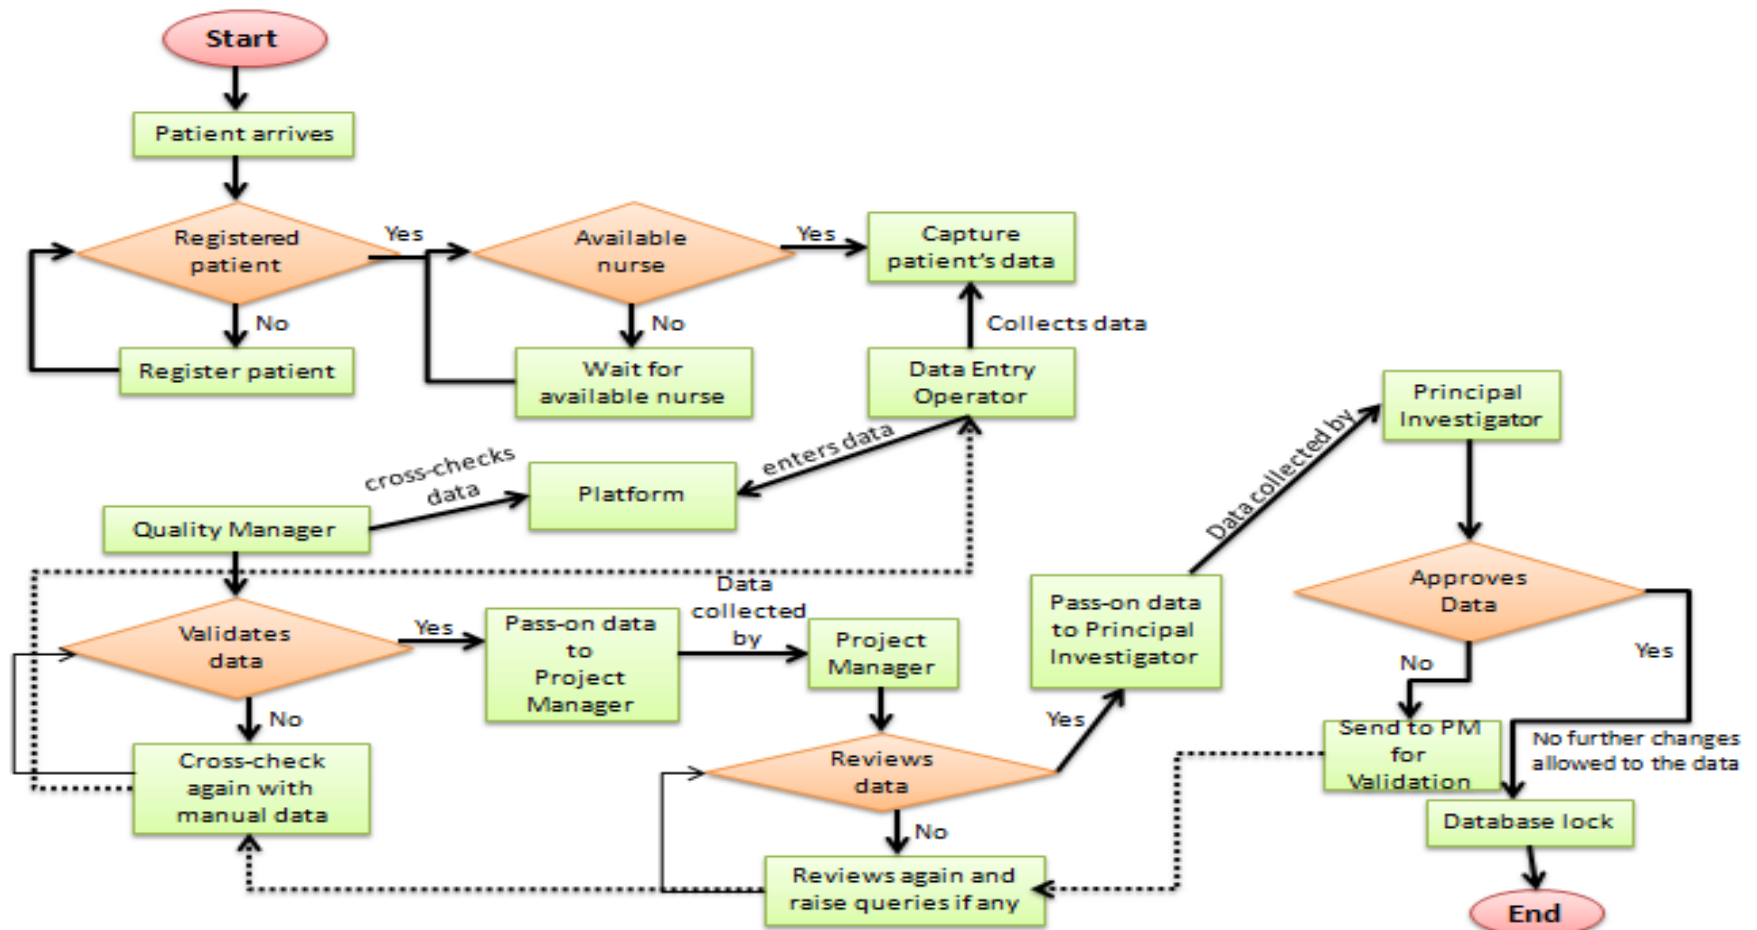 Start
Patient arrives
Registered
patient
Yes
No
Register patient
Available
nurse
Yes
No
Wait for
available nurse
Capture
patient's data
Collects data
Data Entry
Operator
enters data
Platform
cross-checks
data
Quality Manager
Validates
data
Yes
No
Cross-check
again with
manual data
Pass-on data
to
Project
Manager
Data
collected
by
Project
Manager
Reviews
data
Yes
No
Reviews again and
raise queries if any
Pass-on data
to Principal
Investigator
Data collected by
Principal
Investigator
Approves
Data
No
Yes
Send to PM
for
Validation
No further changes
allowed to the data
Database lock
End